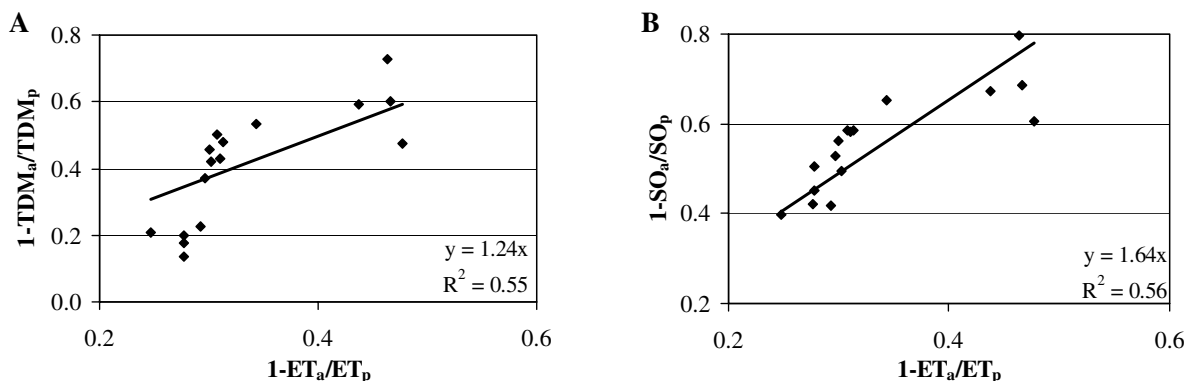 A
1-TDMa/TDMp
0.8
0.6
0.4
0.2
0.0
0.2
0.4
0.6
y = 1.24x
R² = 0.55
1-ETa/ETp
B
1-SOa/SOp
0.8
0.6
0.4
0.2
0.2
0.4
0.6
y = 1.64x
R² = 0.56
1-ETa/ETp